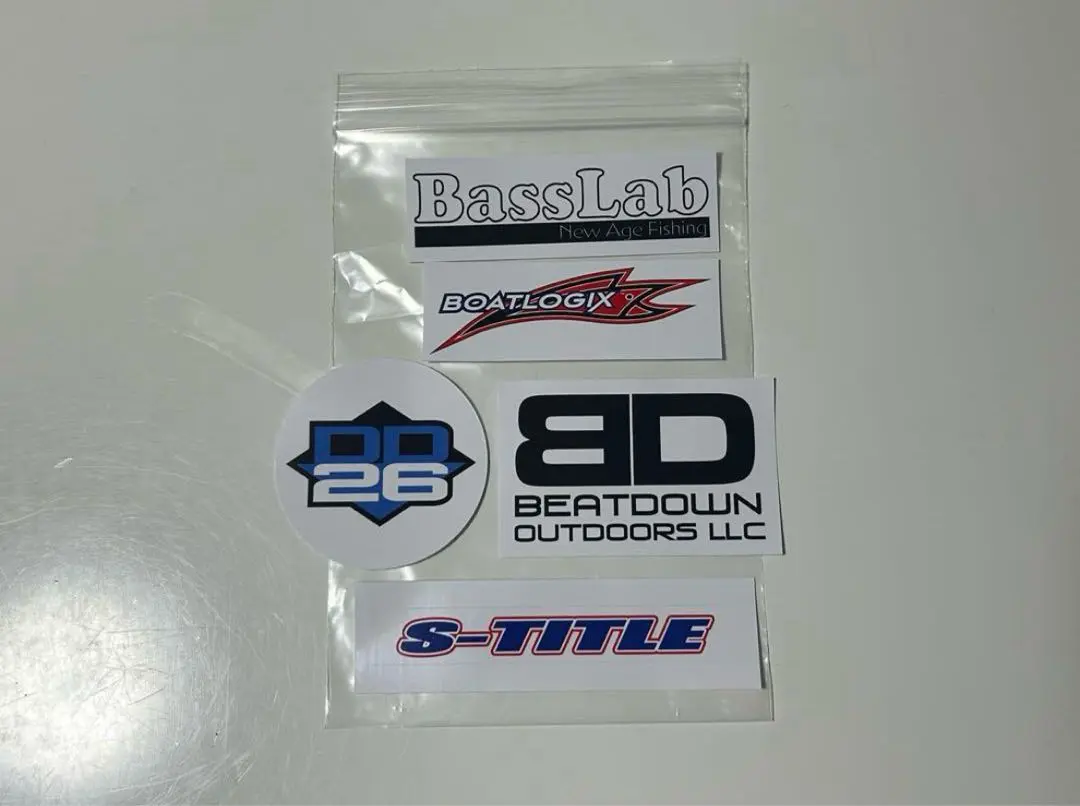 BassLab
New Age Fishing
BOATLOGIX
DD
26
BD
BEATDOWN
OUTDOORS LLC
S-TITLE